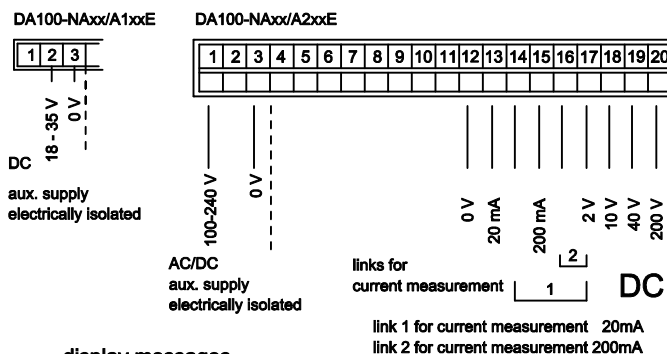 DA100-NAxx/A1xxE
1 2 3
18 - 35 V
0 V
DC
aux. supply
electrically isolated
DA100-NAxx/A2xxE
1 2 3 4 5 6 7 8 9 10 11 12 13 14 15 16 17 18 19 20
100-240 V
0 V
0 V
20 mA
200 mA
2 V
10 V
40 V
200 V
AC/DC
aux. supply
electrically isolated
links for
current measurement
2
1
DC
link 1 for current measurement 20mA
link 2 for current measurement 200mA
display messages